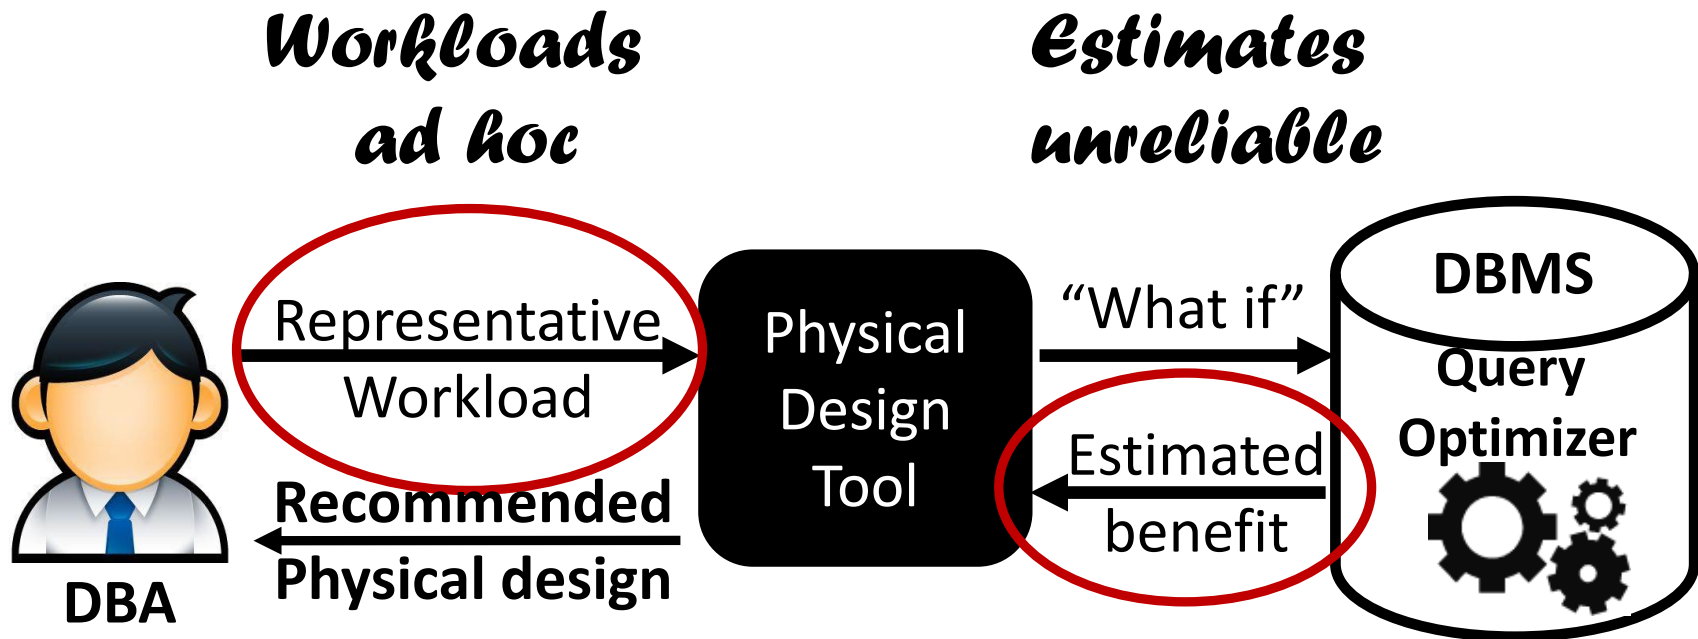 Workloads
ad hoc
Estimates
unreliable
Representative
Workload
Recommended
Physical design
DBA
Physical
Design
Tool
“What if”
Estimated
benefit
DBMS
Query
Optimizer